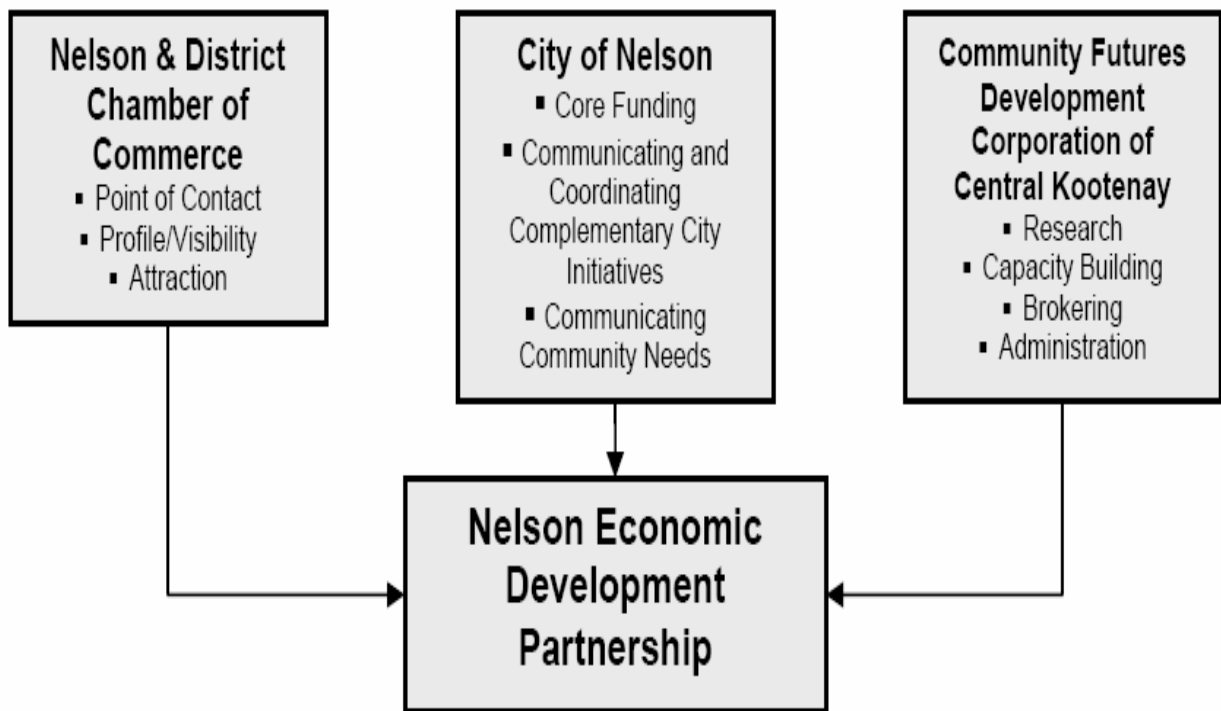 Nelson & District
Chamber of
Commerce
▪ Point of Contact
▪ Profile/Visibility
▪ Attraction
City of Nelson
▪ Core Funding
▪ Communicating and
Coordinating
Complementary City
Initiatives
▪ Communicating
Community Needs
Community Futures
Development
Corporation of
Central Kootenay
▪ Research
▪ Capacity Building
▪ Brokering
▪ Administration
Nelson Economic
Development
Partnership